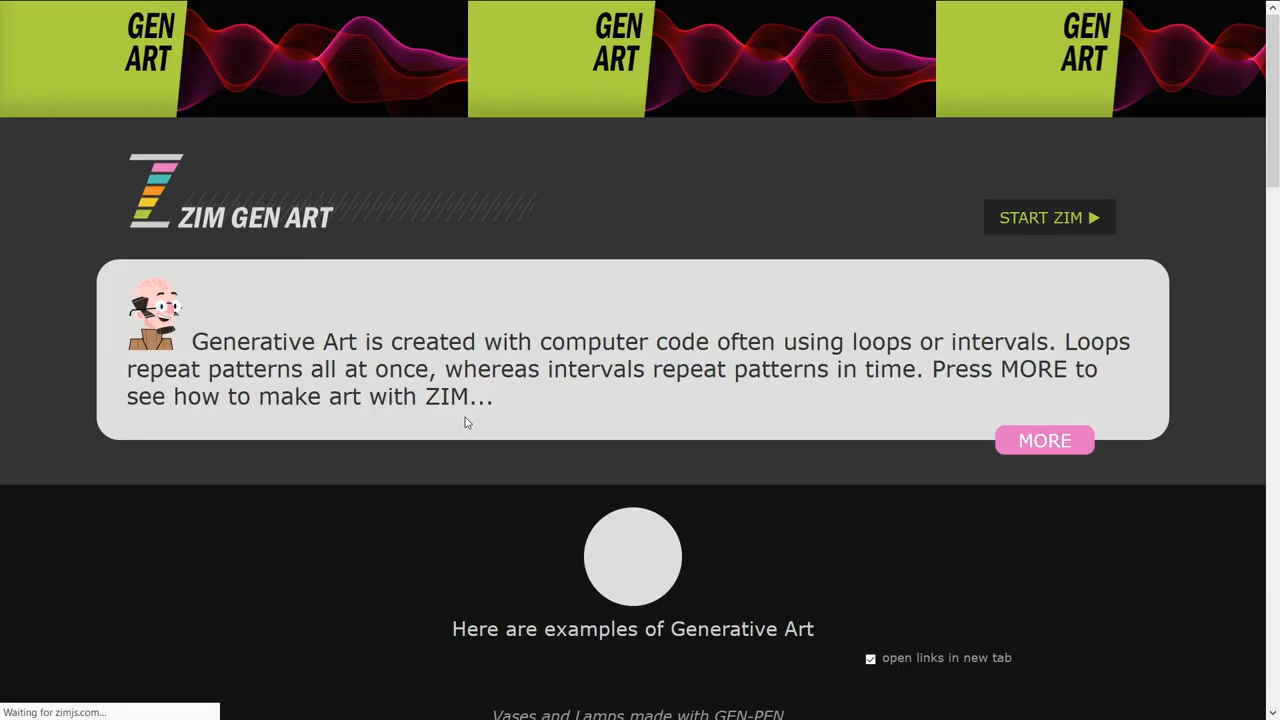 GEN
ART
GEN
ART
GEN
ART
ZIM GEN ART
START ZIM
Generative Art is created with computer code often using loops or intervals. Loops
repeat patterns all at once, whereas intervals repeat patterns in time. Press MORE to
see how to make art with ZIM...
MORE
Here are examples of Generative Art
open links in new tab
Vases and Lamps made with GEN-PEN
Waiting for zimjs.com...